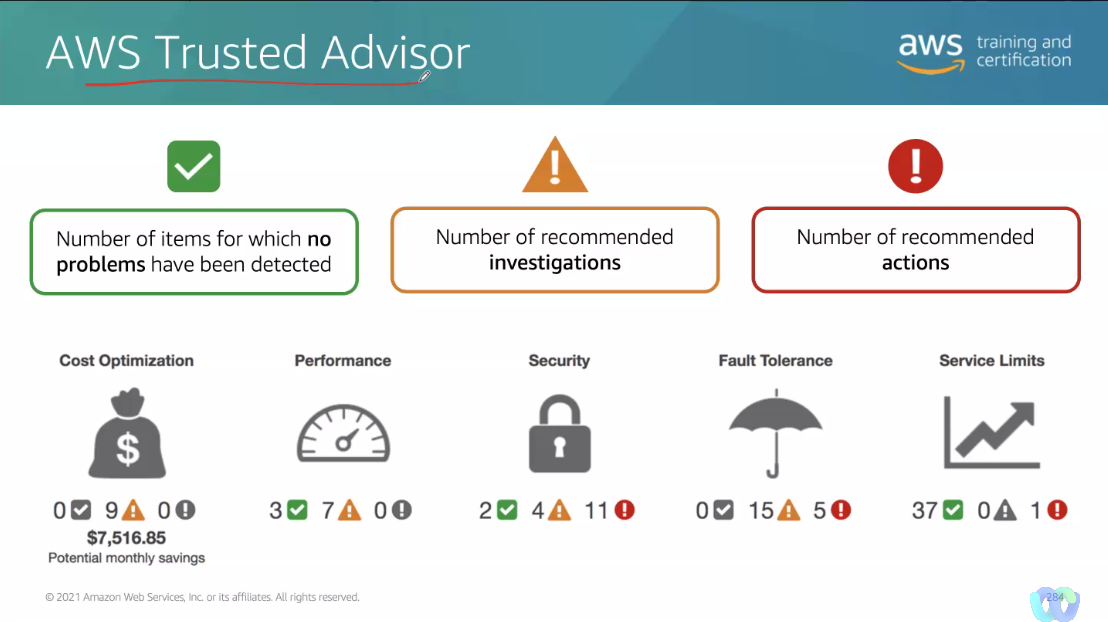 AWS Trusted Advisor
aws training and
certification
Number of items for which no
problems have been detected
Number of recommended
investigations
Number of recommended
actions
Cost Optimization
Performance
Security
Fault Tolerance
Service Limits
$
0 9 0
3 7 0
2 4 11
0 15 5
37 0 1
$7,516.85
Potential monthly savings
© 2021 Amazon Web Services, Inc. or its affiliates. All rights reserved.
284